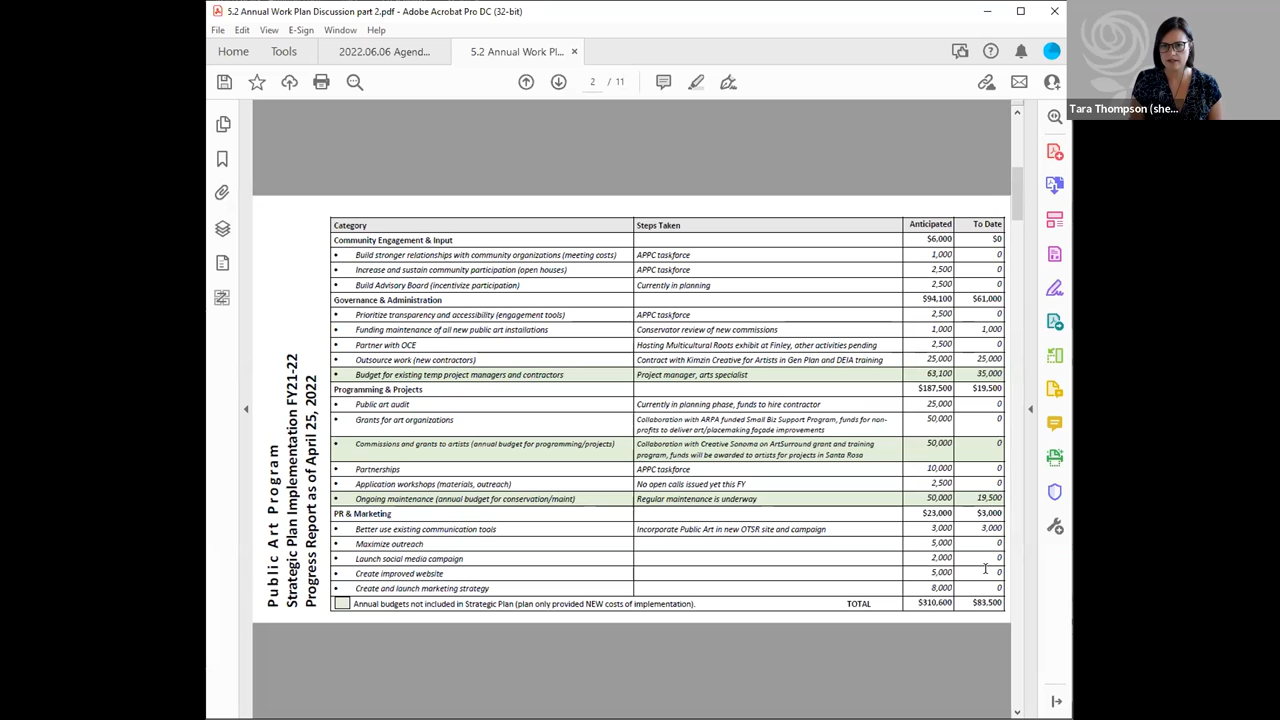 5.2 Annual Work Plan Discussion part 2.pdf - Adobe Acrobat Pro DC (32-bit)
File Edit View E-Sign Window Help
Home Tools 2022.06.06 Agend... 5.2 Annual Work Pl... ×
2 / 11
Tara Thompson (she...
Public Art Program
Strategic Plan Implementation FY21-22
Progress Report as of April 25, 2022
Category Steps Taken Anticipated To Date
Community Engagement & Input $6,000 $0
• Build stronger relationships with community organizations (meeting costs) APPC taskforce 1,000 0
• Increase and sustain community participation (open houses) APPC taskforce 2,500 0
• Build Advisory Board (incentivize participation) Currently in planning 2,500 0
Governance & Administration $94,100 $61,000
• Prioritize transparency and accessibility (engagement tools) APPC taskforce 2,500 0
• Funding maintenance of all new public art installations Conservator review of new commissions 1,000 1,000
• Partner with OCE Hosting Multicultural Roots exhibit at Finley, other activities pending 2,500 0
• Outsource work (new contractors) Contract with Kimzin Creative for Artists in Gen Plan and DEIA training 25,000 25,000
• Budget for existing temp project managers and contractors Project manager, arts specialist 63,100 35,000
Programming & Projects $187,500 $19,500
• Public art audit Currently in planning phase, funds to hire contractor 25,000 0
• Grants for art organizations Collaboration with ARPA funded Small Biz Support Program, funds for non- 50,000 0
profits to deliver art/placemaking façade improvements
• Commissions and grants to artists (annual budget for programming/projects) Collaboration with Creative Sonoma on ArtSurround grant and training 50,000 0
program, funds will be awarded to artists for projects in Santa Rosa
• Partnerships APPC taskforce 10,000 0
• Application workshops (materials, outreach) No open calls issued yet this FY 2,500 0
• Ongoing maintenance (annual budget for conservation/maint) Regular maintenance is underway 50,000 19,500
PR & Marketing $23,000 $3,000
• Better use existing communication tools Incorporate Public Art in new OTSR site and campaign 3,000 3,000
• Maximize outreach 5,000 0
• Launch social media campaign 2,000 0
• Create improved website 5,000 0
• Create and launch marketing strategy 8,000 0
Annual budgets not included in Strategic Plan (plan only provided NEW costs of implementation). TOTAL $310,600 $83,500